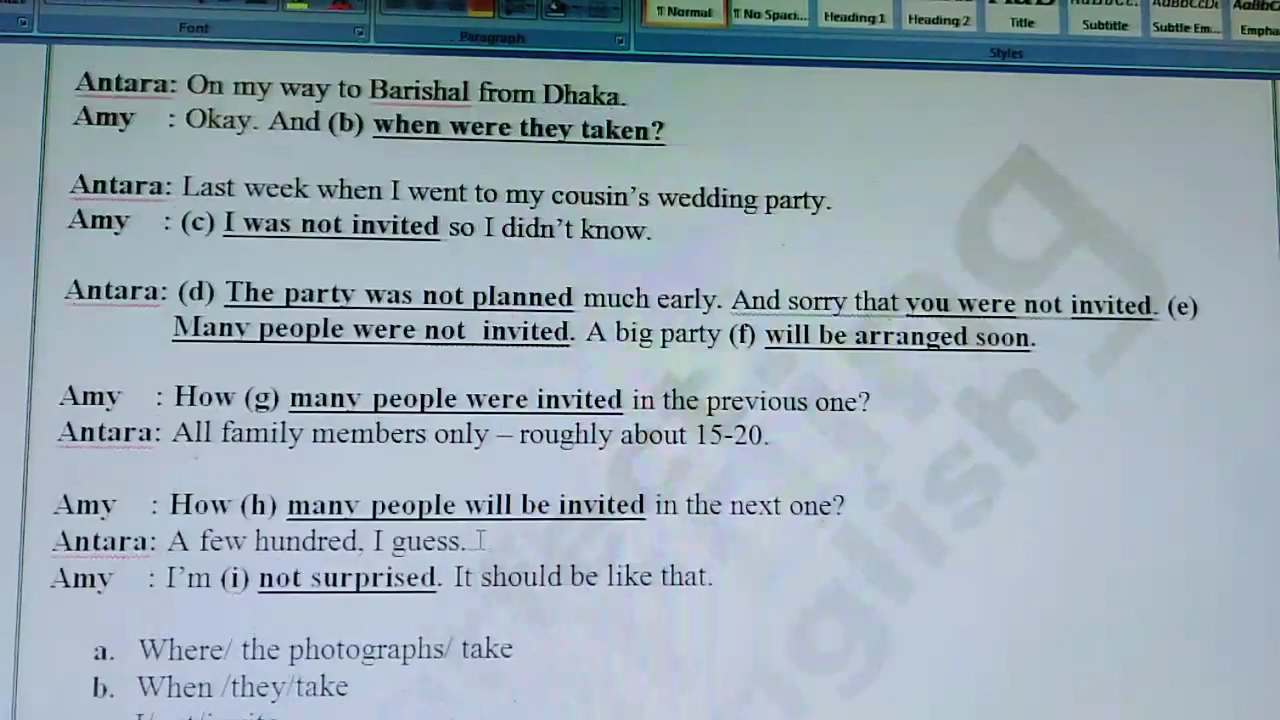 Font
Paragraph
Styles
¶ Normal
¶ No Spaci...
Heading 1
Heading 2
Title
Subtitle
Subtle Em...
Antara: On my way to Barishal from Dhaka.
Amy : Okay. And (b) when were they taken?
Antara: Last week when I went to my cousin's wedding party.
Amy : (c) I was not invited so I didn't know.
Antara: (d) The party was not planned much early. And sorry that you were not invited. (e)
Many people were not invited. A big party (f) will be arranged soon.
Amy : How (g) many people were invited in the previous one?
Antara: All family members only – roughly about 15-20.
Amy : How (h) many people will be invited in the next one?
Antara: A few hundred, I guess.
Amy : I'm (i) not surprised. It should be like that.
a. Where/ the photographs/ take
b. When /they/take